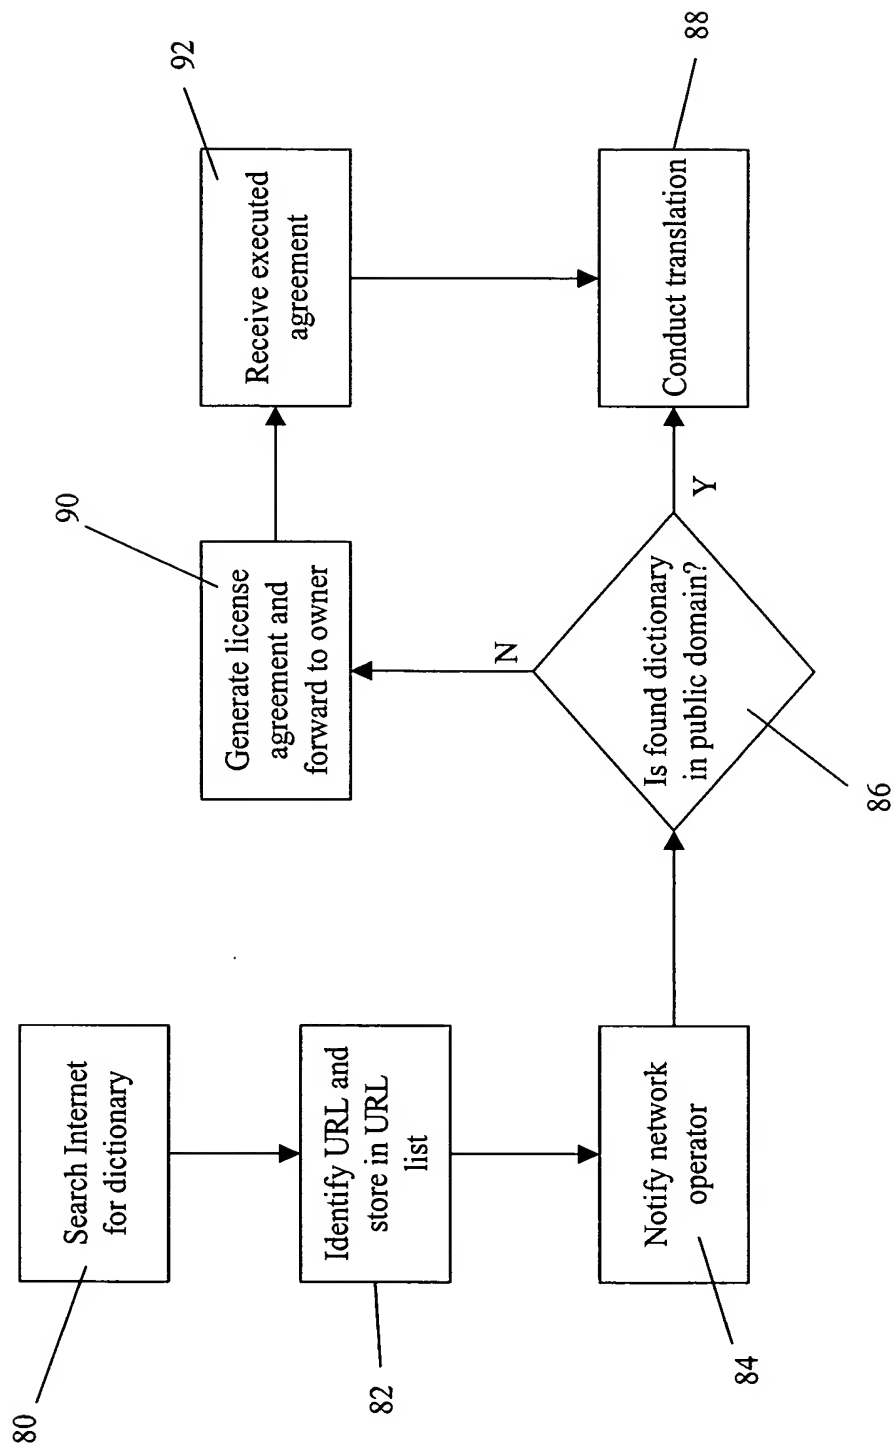 80
Search Internet
for dictionary
82
Identify URL and
store in URL
list
84
Notify network
operator
86
Is found dictionary
in public domain?
N
Y
90
Generate license
agreement and
forward to owner
92
Receive executed
agreement
88
Conduct translation